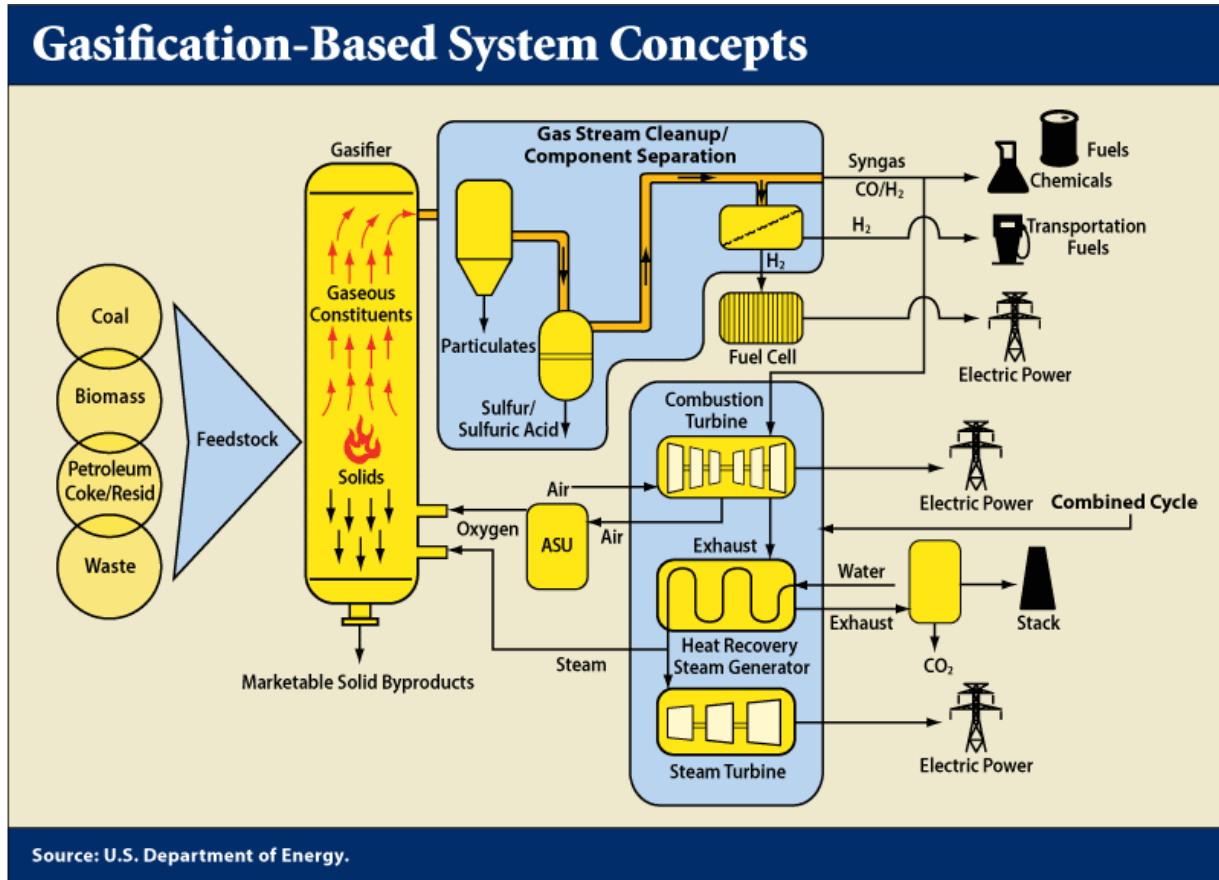 Gasification-Based System Concepts
Gas Stream Cleanup/
Component Separation
Gasifier
Syngas
CO/H₂
Fuels
Chemicals
H₂
Transportation
Fuels
H₂
Gaseous
Constituents
Coal
Particulates
Fuel Cell
Electric Power
Biomass
Sulfur/
Sulfuric Acid
Combustion
Turbine
Feedstock
Petroleum
Coke/Resid
Solids
Air
Electric Power
Combined Cycle
Oxygen
ASU
Air
Exhaust
Waste
Water
Exhaust
Stack
Heat Recovery
Steam Generator
CO₂
Steam
Marketable Solid Byproducts
Steam Turbine
Electric Power
Source: U.S. Department of Energy.